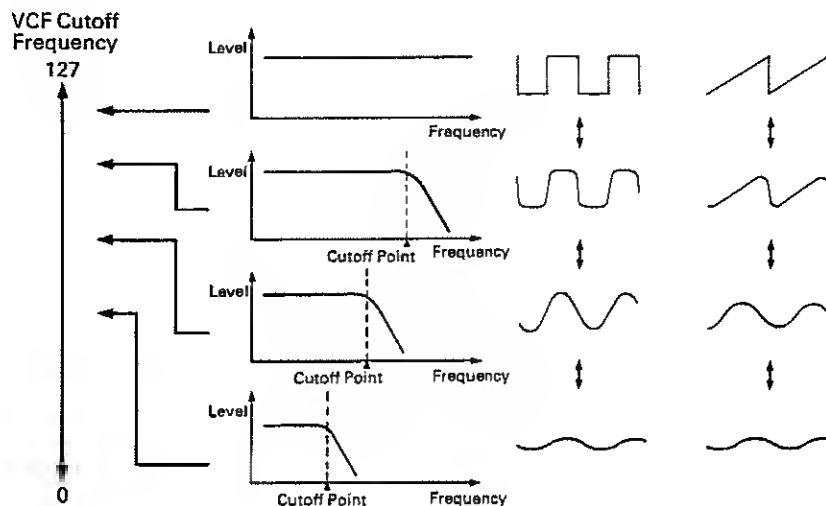 VCF Cutoff
Frequency
127
0
Level
Frequency
Level
Cutoff Point
Frequency
Level
Cutoff Point
Frequency
Level
Cutoff Point
Frequency